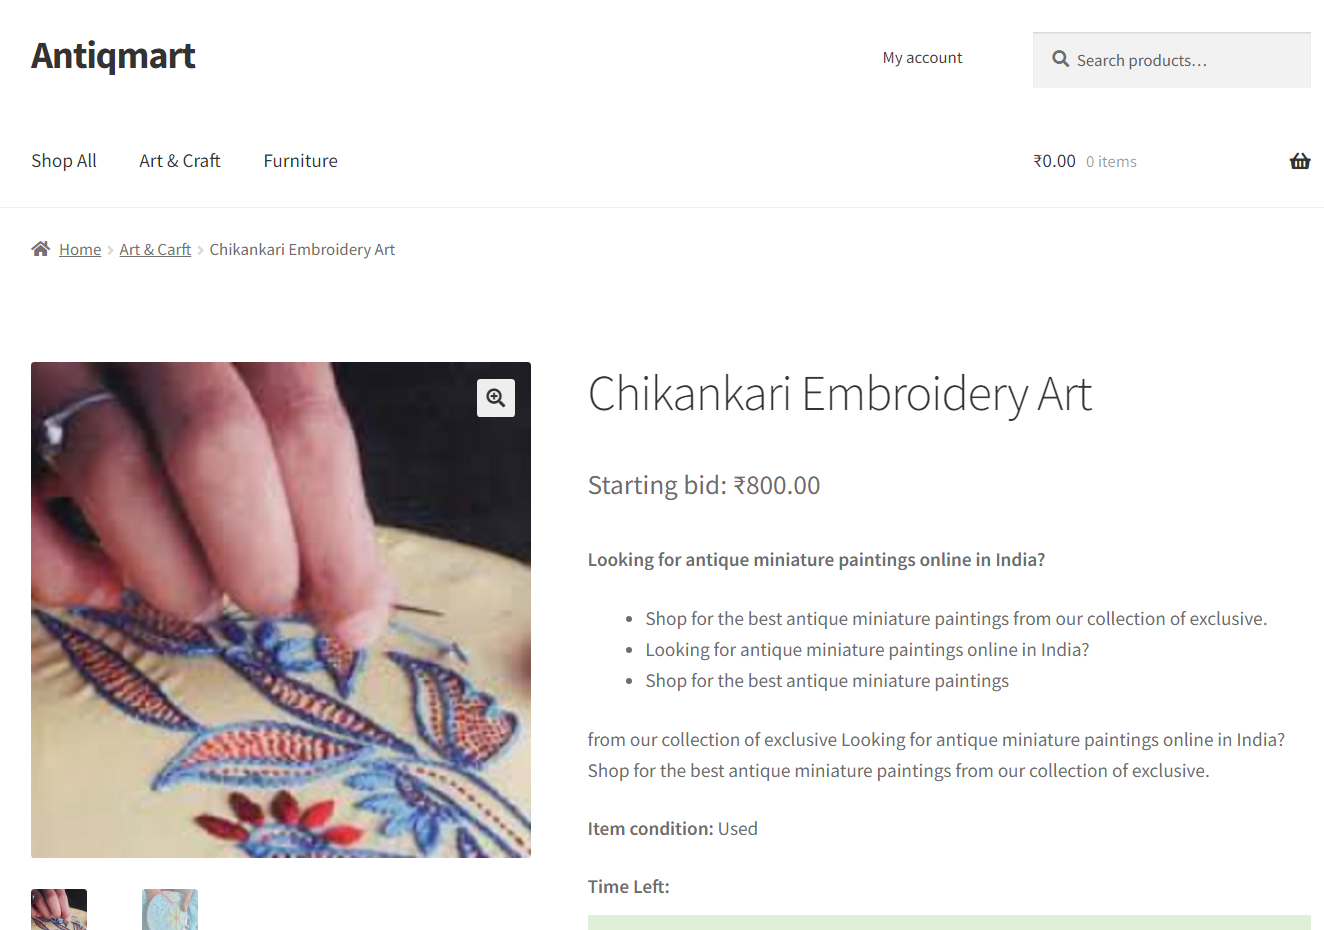 Antiqmart
My account
Search products…
Shop All
Art & Craft
Furniture
₹0.00 0 items
Home > Art & Carft > Chikankari Embroidery Art
Chikankari Embroidery Art
Starting bid: ₹800.00
Looking for antique miniature paintings online in India?
• Shop for the best antique miniature paintings from our collection of exclusive.
• Looking for antique miniature paintings online in India?
• Shop for the best antique miniature paintings
from our collection of exclusive Looking for antique miniature paintings online in India?
Shop for the best antique miniature paintings from our collection of exclusive.
Item condition: Used
Time Left: